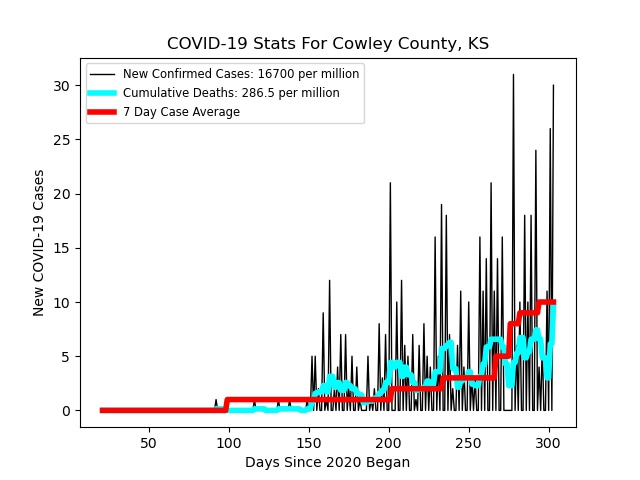 COVID-19 Stats For Cowley County, KS
New Confirmed Cases: 16700 per million
Cumulative Deaths: 286.5 per million
7 Day Case Average
New COVID-19 Cases
30
25
20
15
10
5
0
50 100 150 200 250 300
Days Since 2020 Began